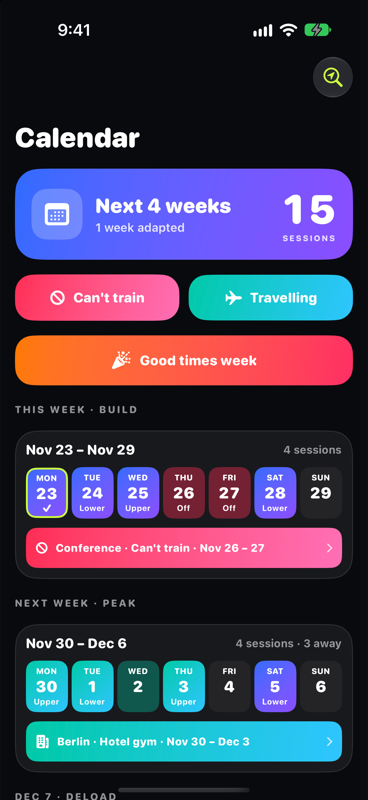 9:41
Calendar
Next 4 weeks
1 week adapted
15
SESSIONS
Can't train
Travelling
Good times week
THIS WEEK · BUILD
Nov 23 – Nov 29
4 sessions
MON TUE WED THU FRI SAT SUN
23 24 25 26 27 28 29
Lower Upper Off Off Lower
Conference · Can't train · Nov 26 – 27
NEXT WEEK · PEAK
Nov 30 – Dec 6
4 sessions · 3 away
MON TUE WED THU FRI SAT SUN
30 1 2 3 4 5 6
Upper Lower Upper Lower
Berlin · Hotel gym · Nov 30 – Dec 3
DEC 7 · DELOAD